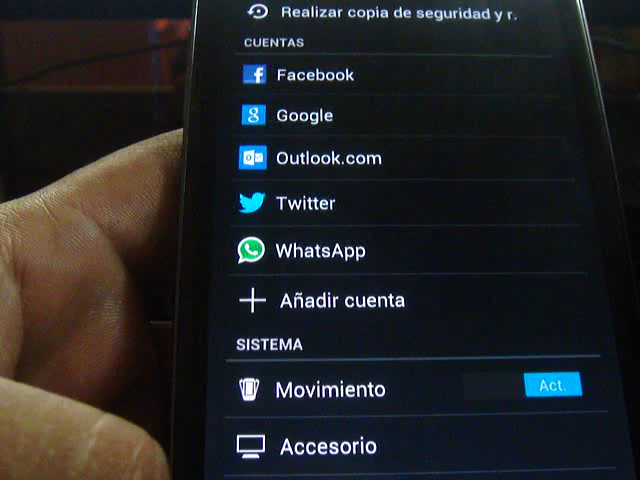 Realizar copia de seguridad y r.
CUENTAS
Facebook
Google
Outlook.com
Twitter
WhatsApp
Añadir cuenta
SISTEMA
Movimiento Act.
Accesorio